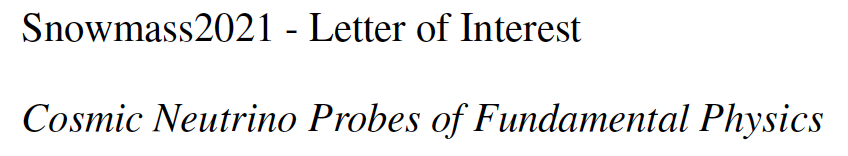 Snowmass2021 - Letter of Interest
Cosmic Neutrino Probes of Fundamental Physics